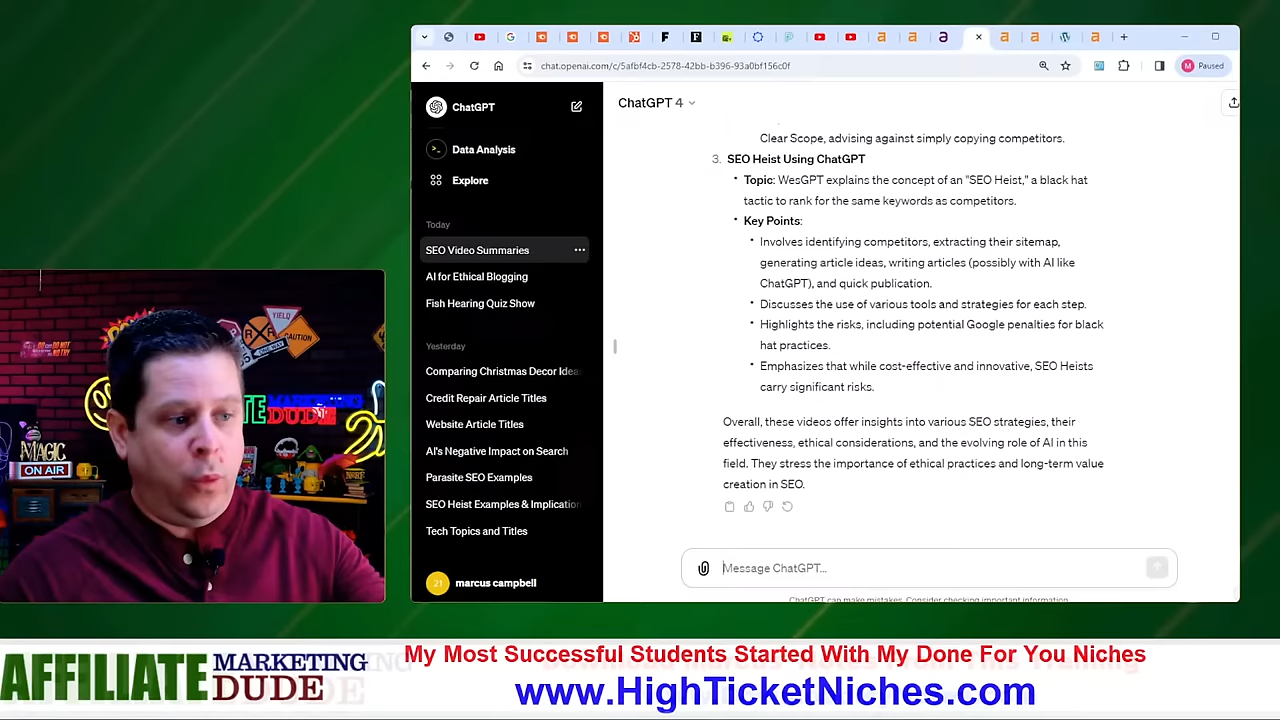 chat.openai.com/c/5afbf4cb-2578-42bb-b396-93a0bf156c0f
M Paused
ChatGPT
Data Analysis
Explore
Today
SEO Video Summaries
AI for Ethical Blogging
Fish Hearing Quiz Show
Yesterday
Comparing Christmas Decor Idea
Credit Repair Article Titles
Website Article Titles
AI's Negative Impact on Search
Parasite SEO Examples
SEO Heist Examples & Implication
Tech Topics and Titles
21 marcus campbell
ChatGPT 4
Clear Scope, advising against simply copying competitors.
3. SEO Heist Using ChatGPT
• Topic: WesGPT explains the concept of an "SEO Heist," a black hat
tactic to rank for the same keywords as competitors.
• Key Points:
• Involves identifying competitors, extracting their sitemap,
generating article ideas, writing articles (possibly with AI like
ChatGPT), and quick publication.
• Discusses the use of various tools and strategies for each step.
• Highlights the risks, including potential Google penalties for black
hat practices.
• Emphasizes that while cost-effective and innovative, SEO Heists
carry significant risks.
Overall, these videos offer insights into various SEO strategies, their
effectiveness, ethical considerations, and the evolving role of AI in this
field. They stress the importance of ethical practices and long-term value
creation in SEO.
Message ChatGPT...
ChatGPT can make mistakes. Consider checking important information.
YIELD
CAUTION
MAGIC
ON AIR
TE MARKETING
DUDE
AFFILIATE MARKETING
DUDE
My Most Successful Students Started With My Done For You Niches
www.HighTicketNiches.com